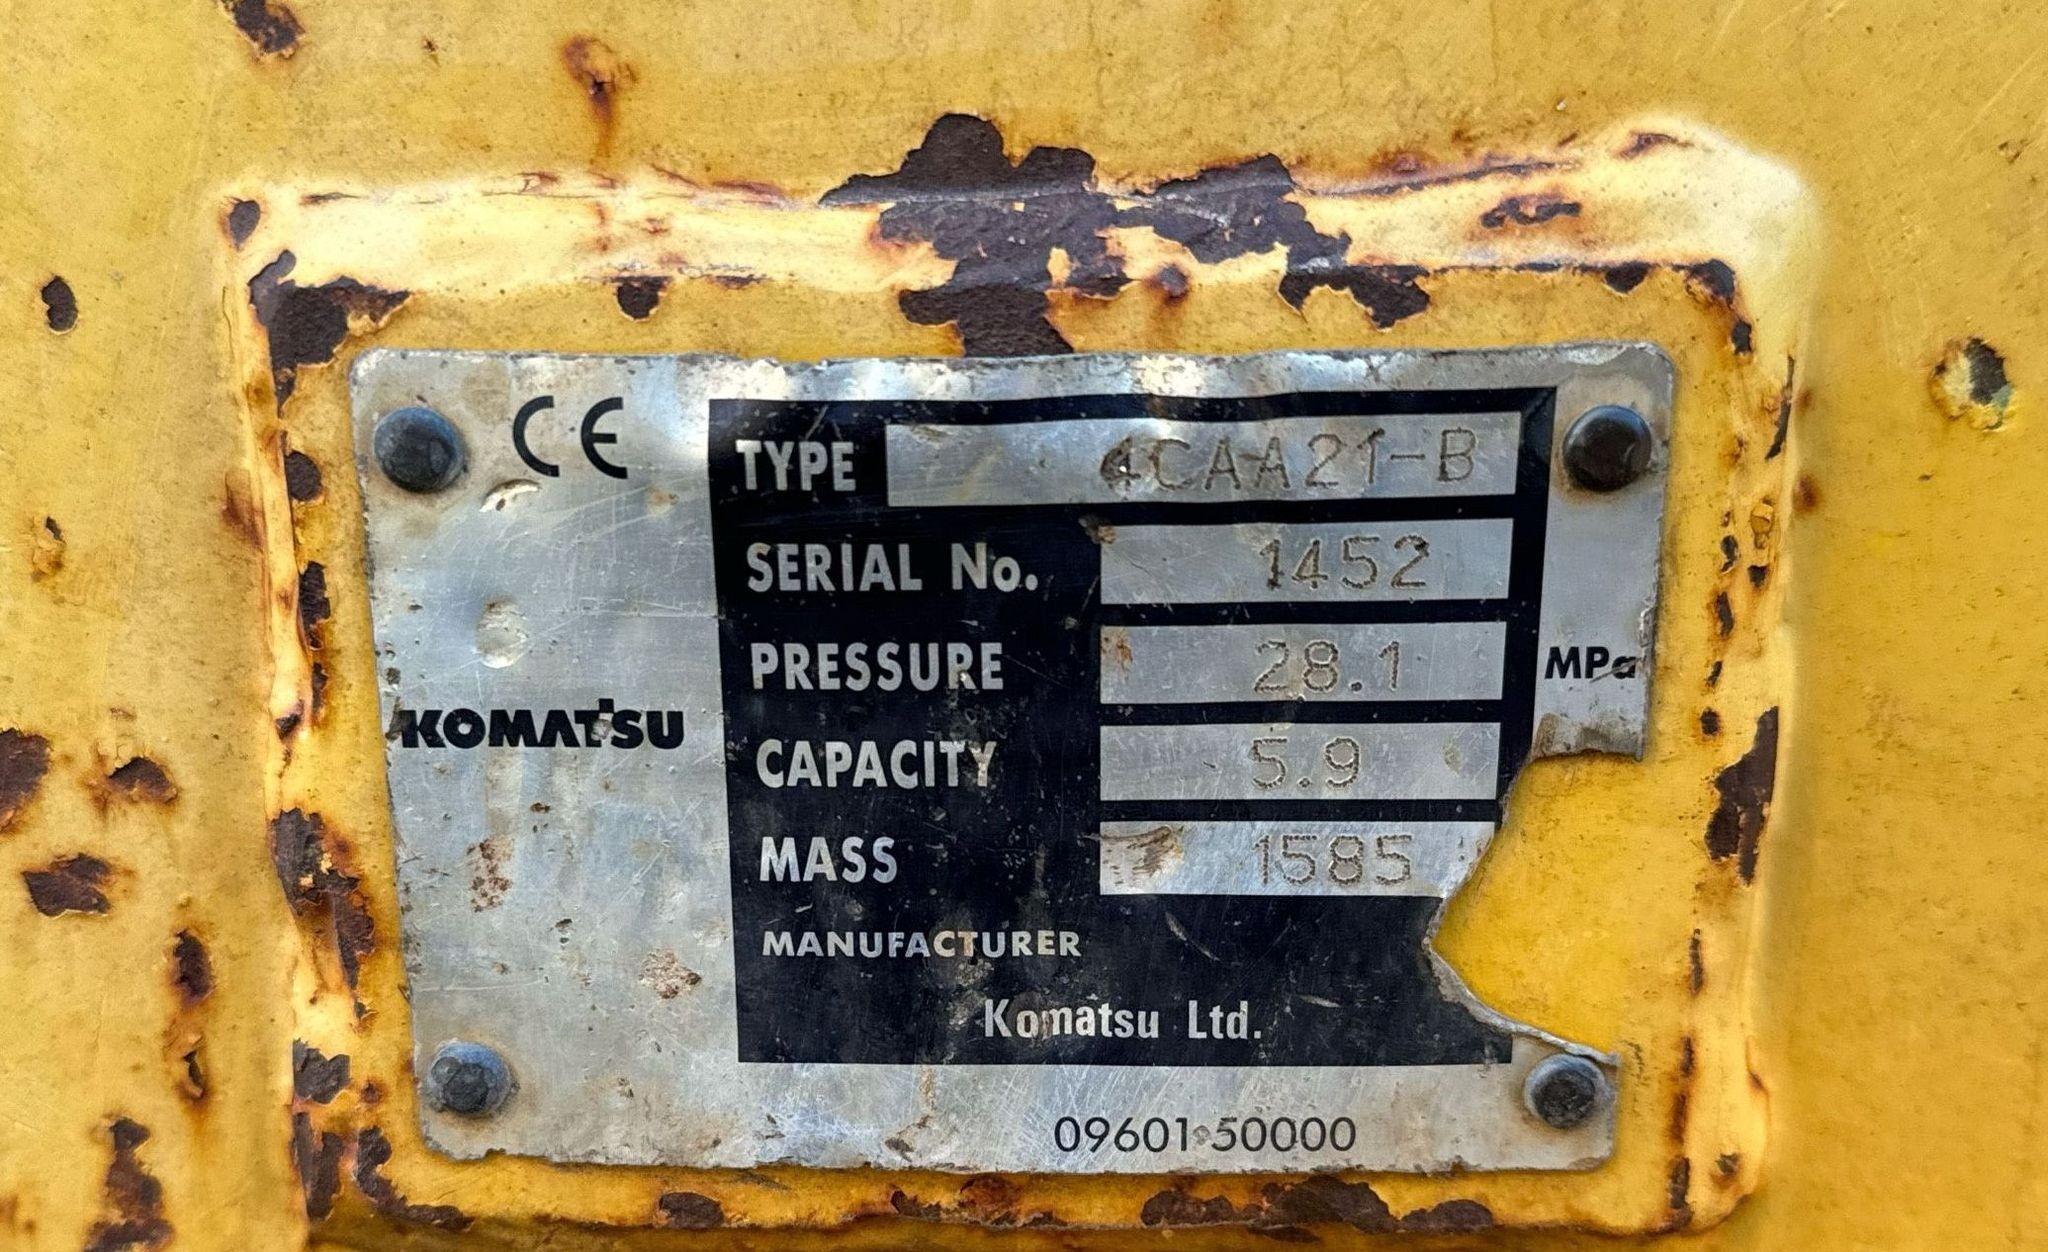 CE
TYPE 4CAA21-B
SERIAL No. 1452
PRESSURE 28.1 MPa
KOMATSU
CAPACITY 5.9
MASS 1585
MANUFACTURER
Komatsu Ltd.
09601-50000